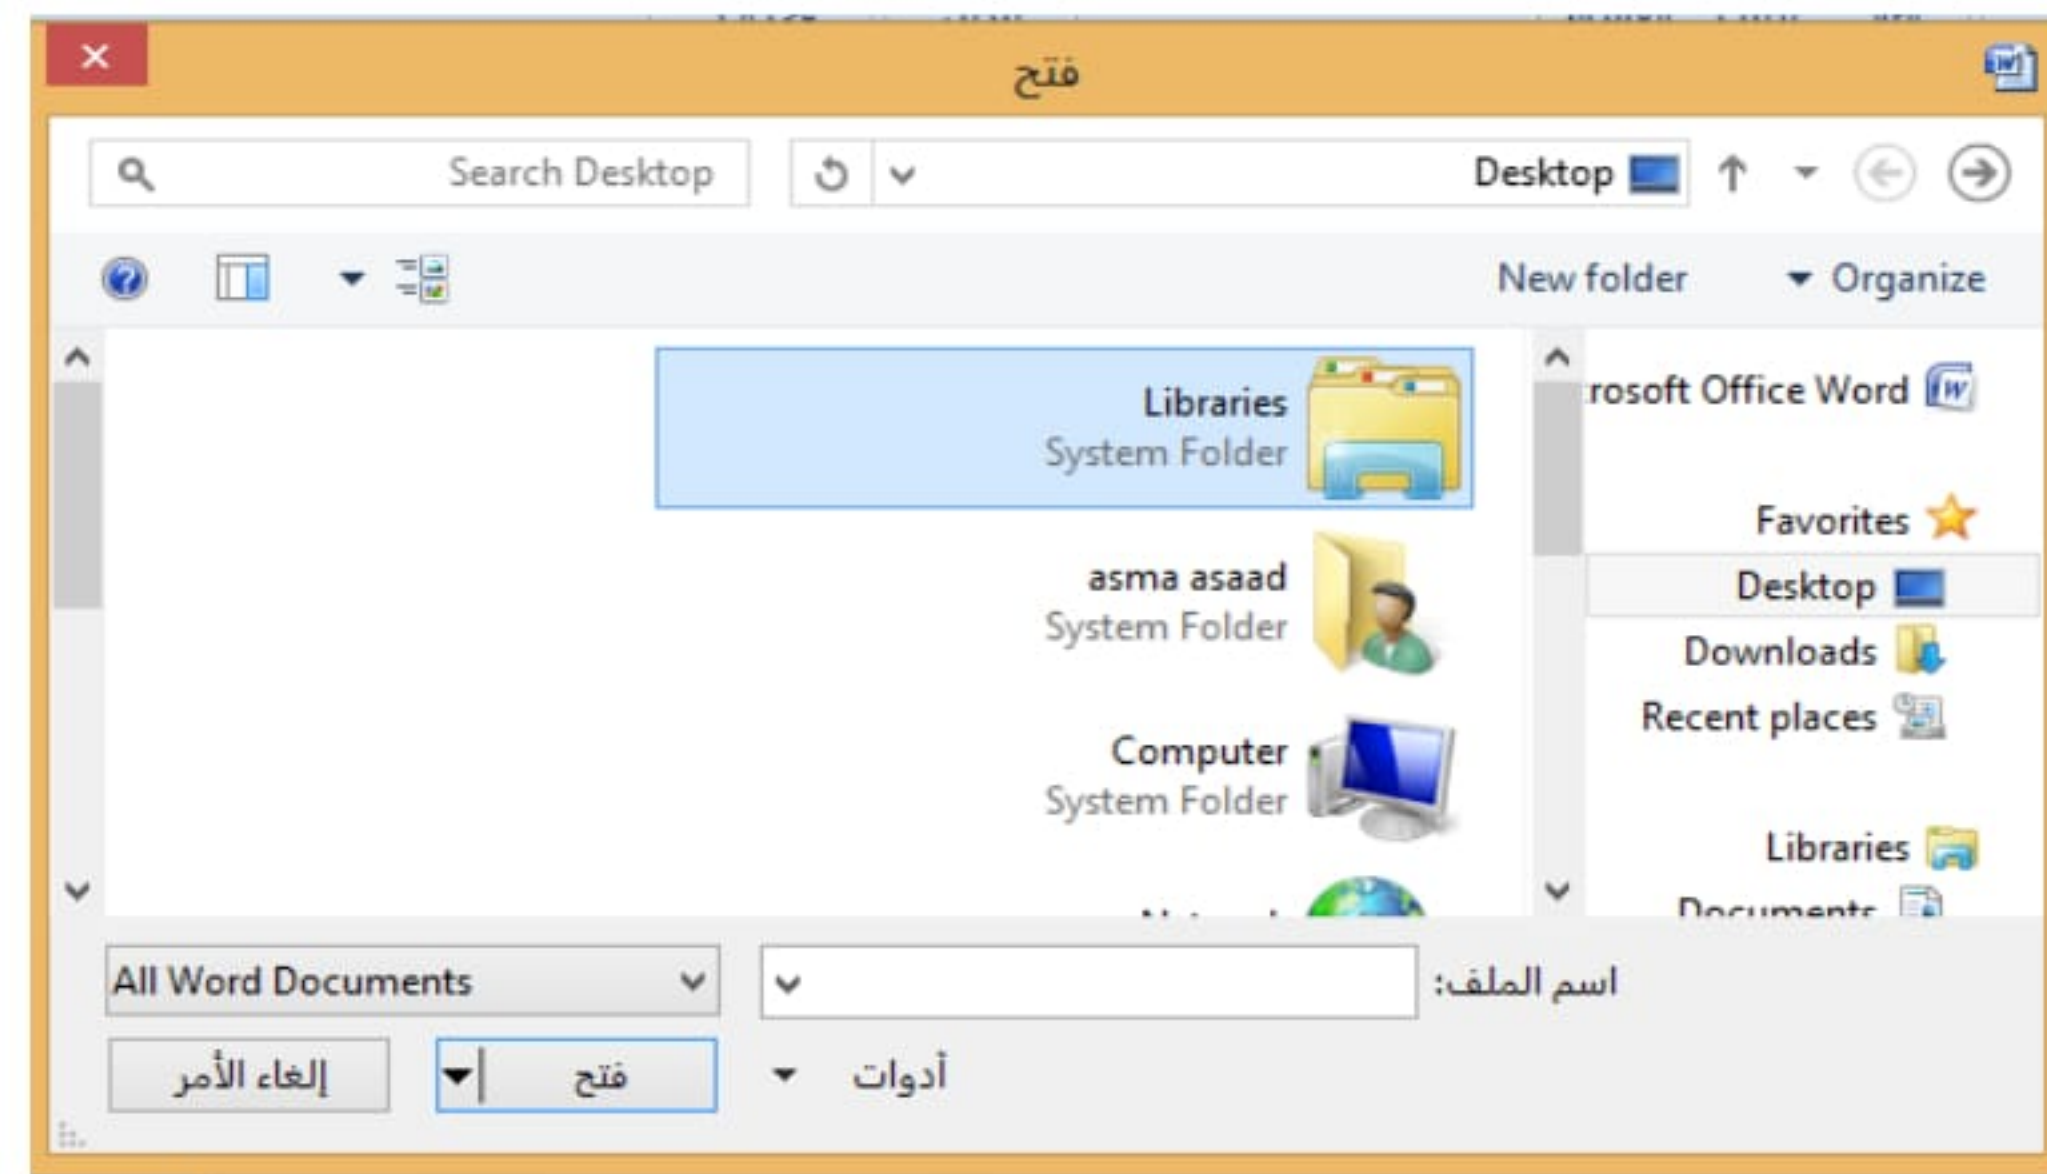 فتح
Desktop
Search Desktop
Organize
New folder
rosoft Office Word
Favorites
Desktop
Downloads
Recent places
Libraries
Documents
Libraries
System Folder
asma asaad
System Folder
Computer
System Folder
اسم الملف:
All Word Documents
أدوات
فتح
إلغاء الأمر